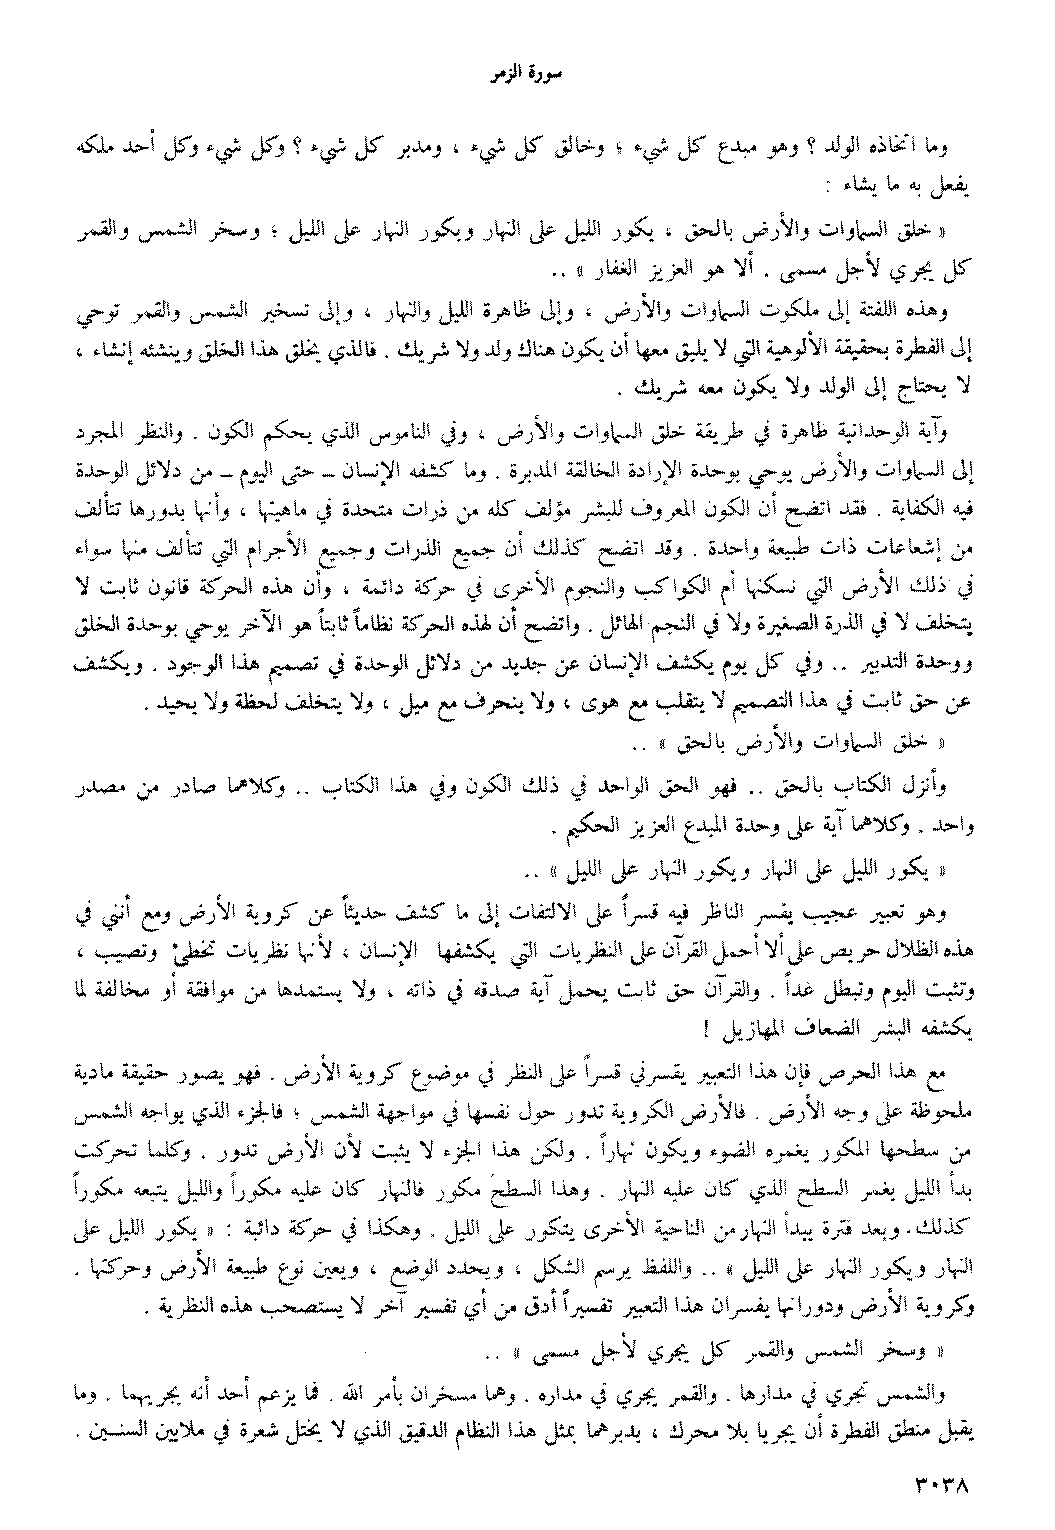 سورة الزمر
وما اتخاذه الولد ؟ وهو مبدع كل شيء ؛ وخالق كل شيء ، ومدبر كل شيء ؟ وكل شيء وكل أحد ملكه
يفعل به ما يشاء :
« خلق السماوات والأرض بالحق ، يكور الليل على النهار ويكور النهار على الليل ؛ وسخر الشمس والقمر
كل يجري لأجل مسمى . ألا هو العزيز الغفار » ..
وهذه اللفتة إلى ملكوت السماوات والأرض ، وإلى ظاهرة الليل والنهار ، وإلى تسخير الشمس والقمر توحي
إلى الفطرة بحقيقة الألوهية التي لا يليق معها أن يكون هناك ولد ولا شريك . فالذي يخلق هذا الخلق وينشئه إنشاء ،
لا يحتاج إلى الولد ولا يكون معه شريك .
وآية الوحدانية ظاهرة في طريقة خلق السماوات والأرض ، وفي الناموس الذي يحكم الكون . والنظر المجرد
إلى السماوات والأرض يوحي بوحدة الإرادة الخالقة المدبرة . وما كشفه الإنسان – حتى اليوم – من دلائل الوحدة
فيه الكفاية . فقد اتضح أن الكون المعروف للبشر مؤلف كله من ذرات متحدة في ماهيتها ، وأنها بدورها تتألف
من إشعاعات ذات طبيعة واحدة . وقد اتضح كذلك أن جميع الذرات وجميع الأجرام التي تتألف منها سواء
في ذلك الأرض التي نسكنها أم الكواكب والنجوم الأخرى في حركة دائمة ، وأن هذه الحركة قانون ثابت لا
يتخلف لا في الذرة الصغيرة ولا في النجم الهائل . واتضح أن لهذه الحركة نظاماً ثابتاً هو الآخر يوحي بوحدة الخلق
ووحدة التدبير .. وفي كل يوم يكشف الإنسان عن جديد من دلائل الوحدة في تصميم هذا الوجود . ويكشف
عن حق ثابت في هذا التصميم لا يتقلب مع هوى ، ولا ينحرف مع ميل ، ولا يتخلف لحظة ولا يحيد .
« خلق السماوات والأرض بالحق » ..
وأنزل الكتاب بالحق .. فهو الحق الواحد في ذلك الكون وفي هذا الكتاب .. وكلاهما صادر من مصدر
واحد . وكلاهما آية على وحدة المبدع العزيز الحكيم .
« يكور الليل على النهار ويكور النهار على الليل » ..
وهو تعبير عجيب يقسر الناظر فيه قسراً على الالتفات إلى ما كشف حديثاً عن كروية الأرض ومع أنني في
هذه الظلال حريص على ألا أحمل القرآن على النظريات التي يكشفها الإنسان ، لأنها نظريات تخطئ وتصيب ،
وتثبت اليوم وتبطل غداً . والقرآن حق ثابت يحمل آية صدقه في ذاته ، ولا يستمدها من موافقة أو مخالفة لما
يكشفه البشر الضعاف المهازيل !
مع هذا الحرص فإن هذا التعبير يقسرني قسراً على النظر في موضوع كروية الأرض . فهو يصور حقيقة مادية
ملحوظة على وجه الأرض . فالأرض الكروية تدور حول نفسها في مواجهة الشمس ؛ فالجزء الذي يواجه الشمس
من سطحها المكور يغمره الضوء ويكون نهاراً . ولكن هذا الجزء لا يثبت لأن الأرض تدور . وكلما تحركت
بدأ الليل يغمر السطح الذي كان عليه النهار . وهذا السطح مكور فالنهار كان عليه مكوراً والليل يتبعه مكوراً
كذلك . وبعد فترة يبدأ النهار من الناحية الأخرى يتكور على الليل . وهكذا في حركة دائبة : « يكور الليل على
النهار ويكور النهار على الليل » .. واللفظ يرسم الشكل ، ويحدد الوضع ، ويعين نوع طبيعة الأرض وحركتها .
وكروية الأرض ودورانها يفسران هذا التعبير تفسيراً أدق من أي تفسير آخر لا يستصحب هذه النظرية .
« وسخر الشمس والقمر كل يجري لأجل مسمى » ..
والشمس تجري في مدارها . والقمر يجري في مداره . وهما مسخران بأمر الله . فما يزعم أحد أنه يجريهما . وما
يقبل منطق الفطرة أن يجريا بلا محرك ، يدبرهما بمثل هذا النظام الدقيق الذي لا يختل شعرة في ملايين السنين .
٣٠٣٨